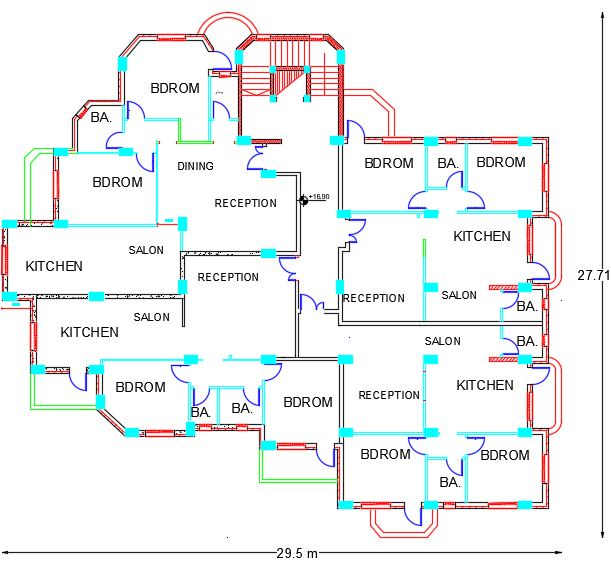 BDROM
BA.
BDROM
DINING
RECEPTION
+16.90
BDROM
BA.
BDROM
KITCHEN
SALON
KITCHEN
RECEPTION
RECEPTION
SALON
BA.
27.71
KITCHEN
SALON
SALON
BA.
BDROM
BA.
BA.
BDROM
RECEPTION
KITCHEN
BDROM
BA.
BDROM
29.5 m